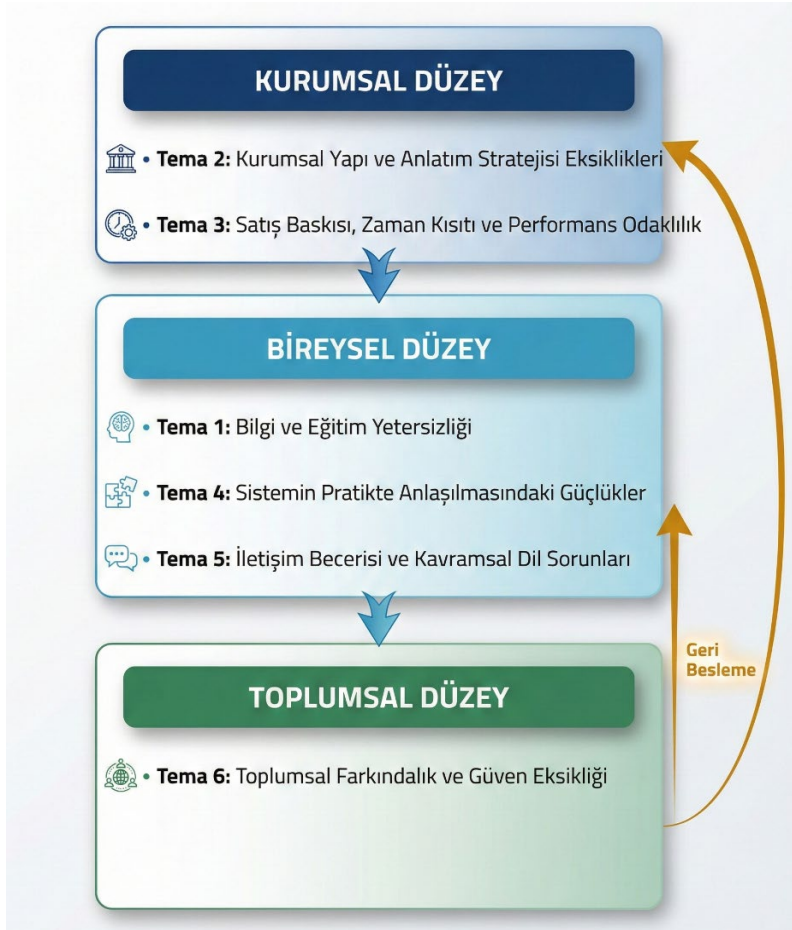 KURUMSAL DÜZEY
• Tema 2: Kurumsal Yapı ve Anlatım Stratejisi Eksiklikleri
• Tema 3: Satış Baskısı, Zaman Kısıtı ve Performans Odaklılık
BİREYSEL DÜZEY
• Tema 1: Bilgi ve Eğitim Yetersizliği
• Tema 4: Sistemin Pratikte Anlaşılmasındaki Güçlükler
• Tema 5: İletişim Becerisi ve Kavramsal Dil Sorunları
Geri
Besleme
TOPLUMSAL DÜZEY
• Tema 6: Toplumsal Farkındalık ve Güven Eksikliği